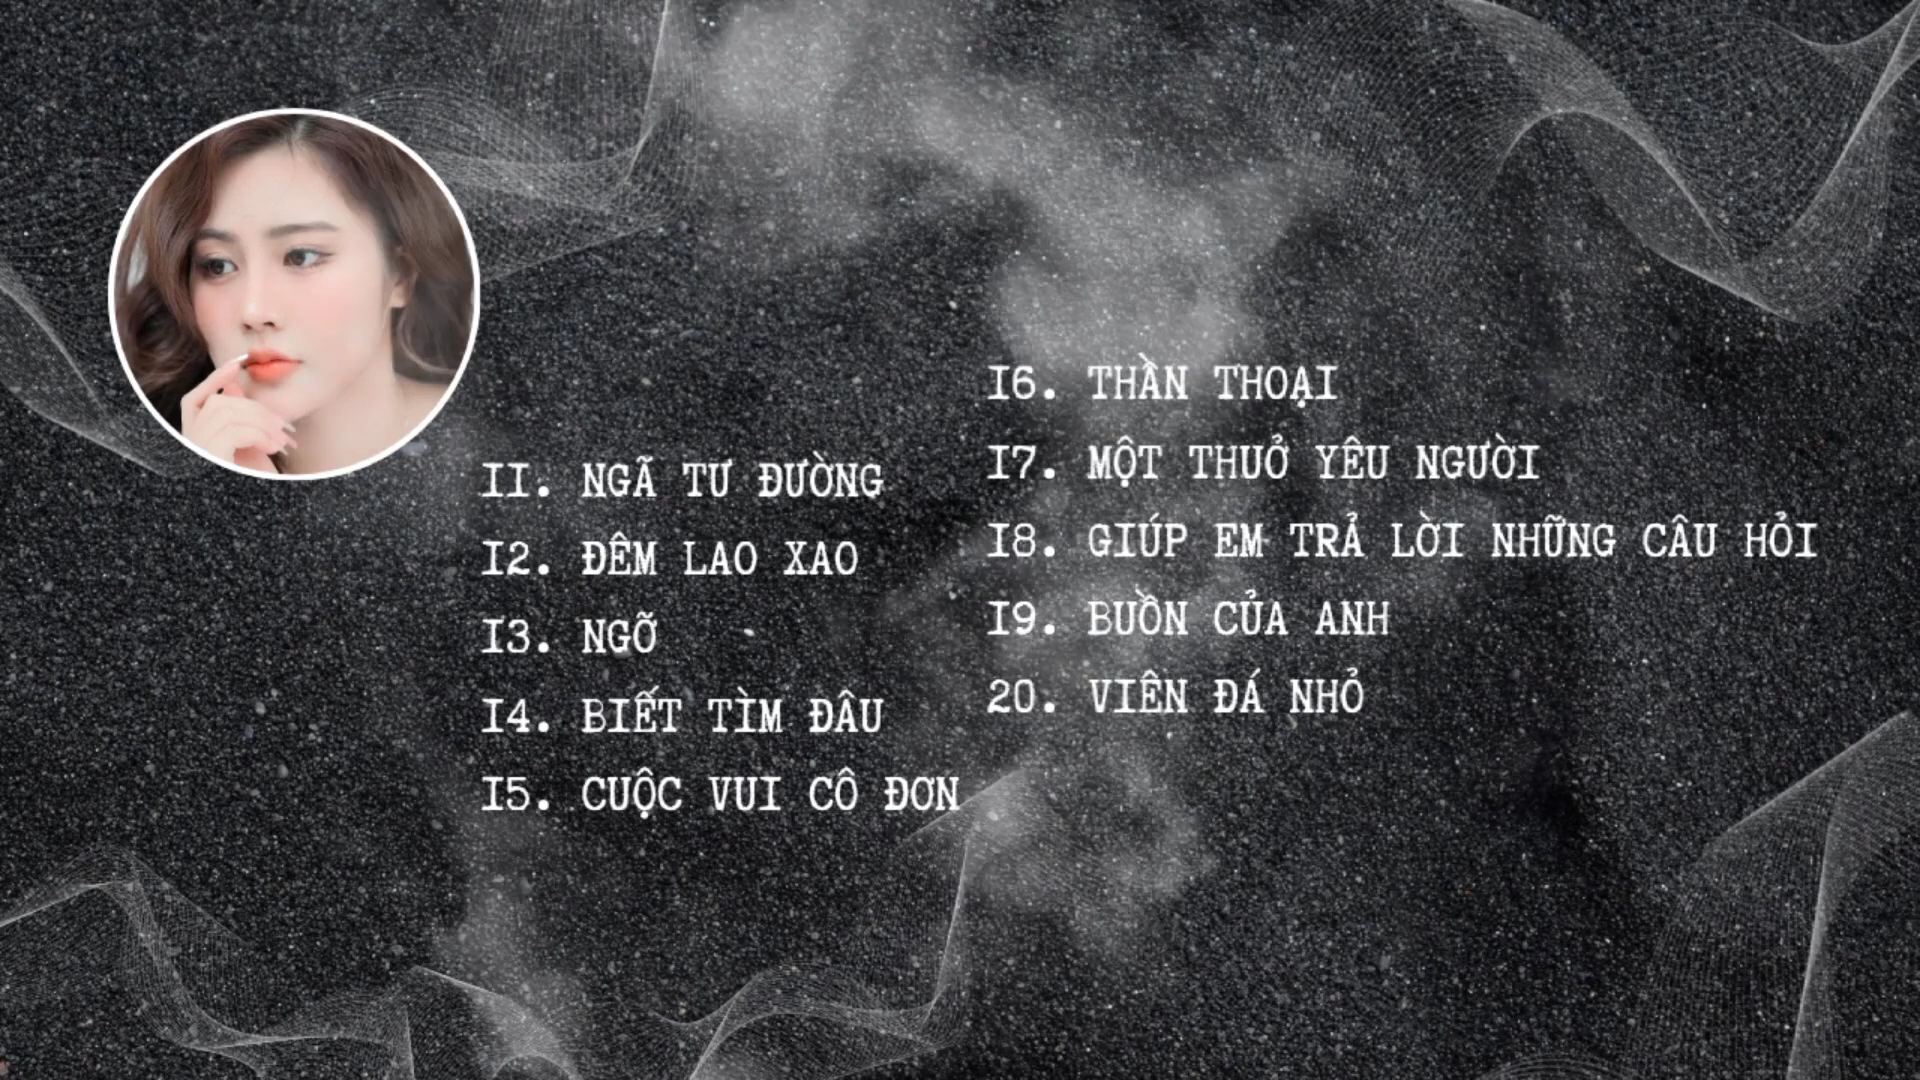 11. NGÃ TƯ ĐƯỜNG
12. ĐÊM LAO XAO
13. NGỠ
14. BIẾT TÌM ĐÂU
15. CUỘC VUI CÔ ĐƠN
16. THẦN THOẠI
17. MỘT THUỞ YÊU NGƯỜI
18. GIÚP EM TRẢ LỜI NHỮNG CÂU HỎI
19. BUỒN CỦA ANH
20. VIÊN ĐÁ NHỎ